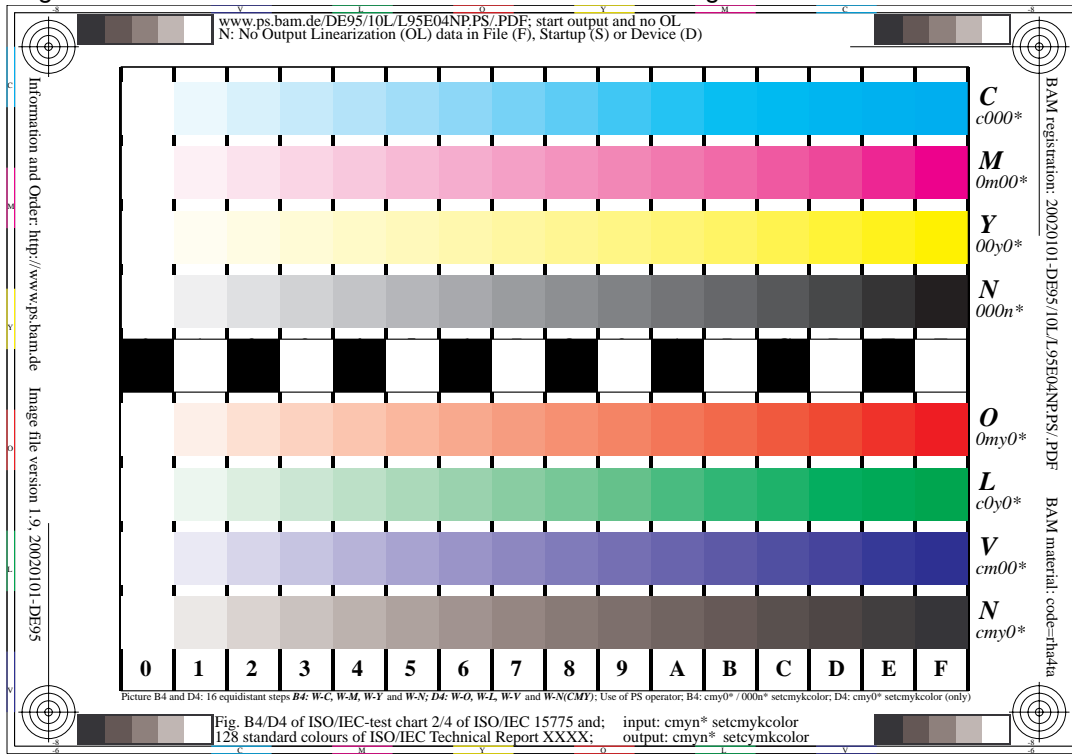 -8 V L O Y M C -8
www.ps.bam.de/DE95/10L/L95E04NP.PS/.PDF; start output and no OL
N: No Output Linearization (OL) data in File (F), Startup (S) or Device (D)
C
M
Y
O
L
V
Information and Order: http://www.ps.bam.de Image file version 1.9, 20020101-DE95
C
c000*
M
0m00*
Y
00y0*
N
000n*
O
0my0*
L
c0y0*
V
cm00*
N
cmy0*
BAM registration: 20020101-DE95/10L/L95E04NP.PS/.PDF BAM material: code=rha4ta
0 1 2 3 4 5 6 7 8 9 A B C D E F
Picture B4 and D4: 16 equidistant steps B4: W-C, W-M, W-Y and W-N; D4: W-O, W-L, W-V and W-N(CMY); Use of PS operator; B4: cmy0* / 000n* setcmykcolor; D4: cmy0* setcmykcolor (only)
Fig. B4/D4 of ISO/IEC-test chart 2/4 of ISO/IEC 15775 and; input: cmyn* setcmykcolor
128 standard colours of ISO/IEC Technical Report XXXX; output: cmyn* setcymkcolor
-6 C M Y O L V -6